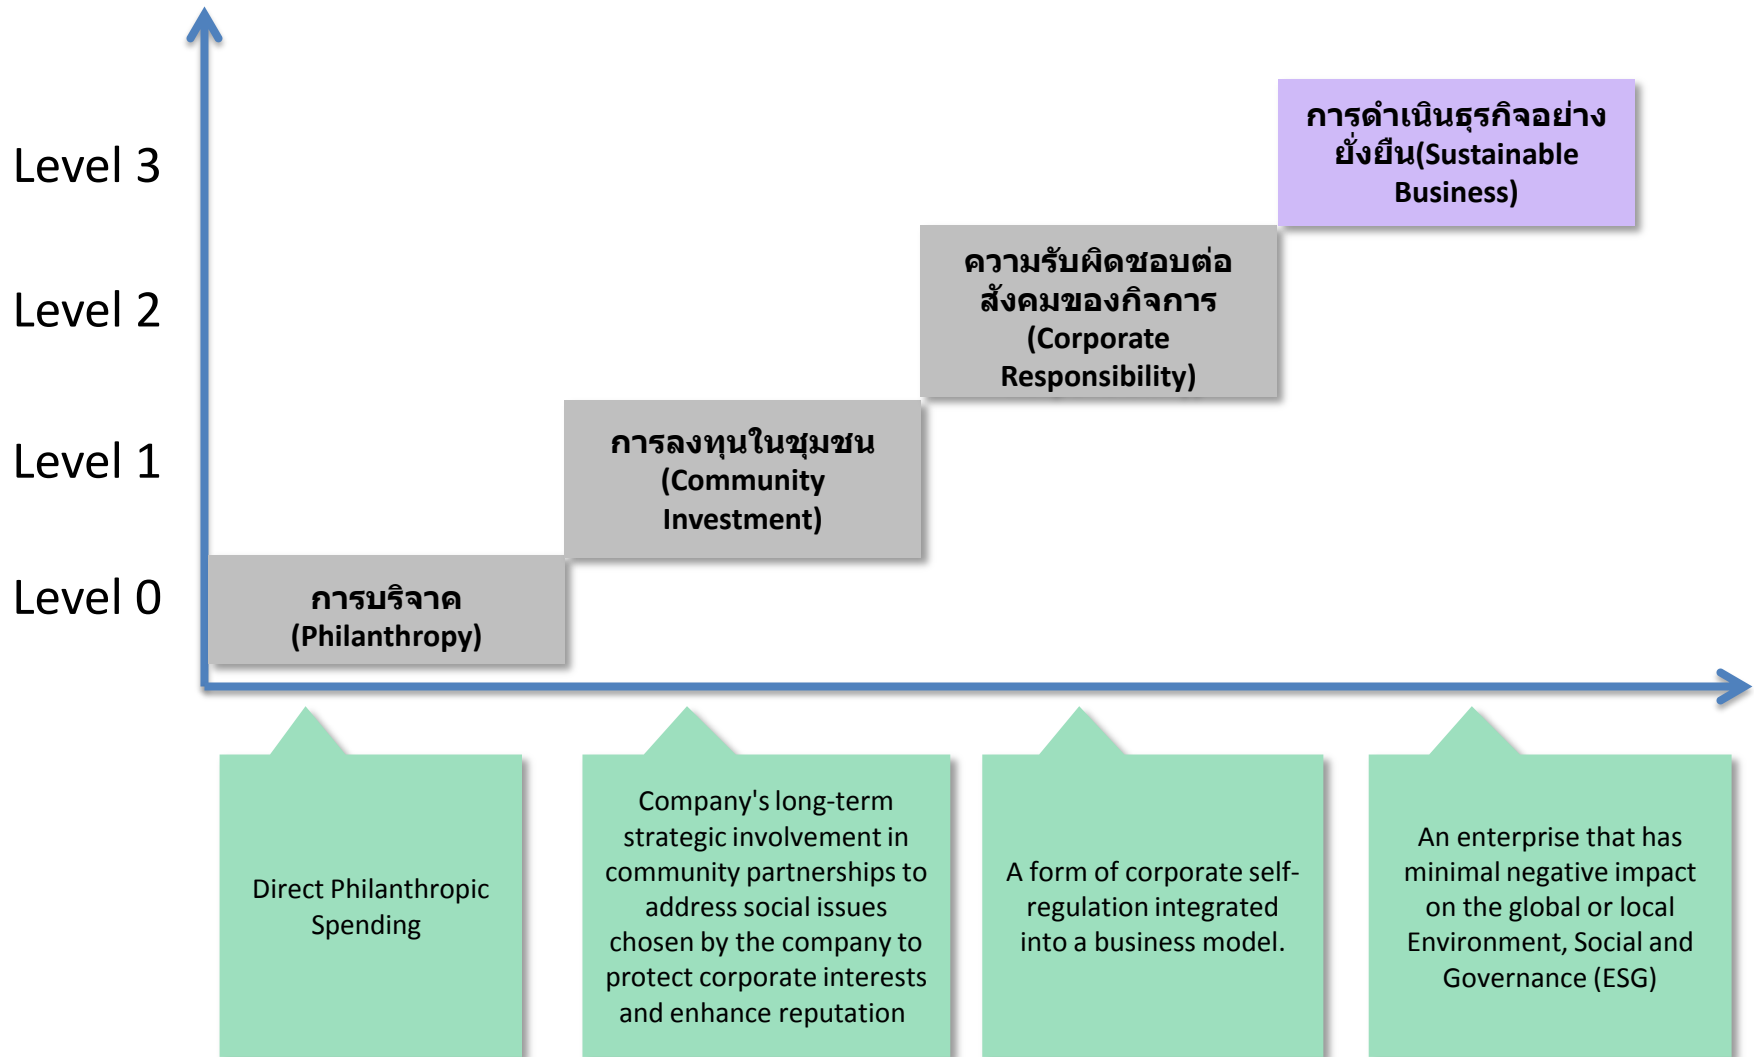 Level 3
การดำเนินธุรกิจอย่าง
ยั่งยืน(Sustainable
Business)
Level 2
ความรับผิดชอบต่อ
สังคมของกิจการ
(Corporate
Responsibility)
Level 1
การลงทุนในชุมชน
(Community
Investment)
Level 0
การบริจาค
(Philanthropy)
Direct Philanthropic
Spending
Company's long-term
strategic involvement in
community partnerships to
address social issues
chosen by the company to
protect corporate interests
and enhance reputation
A form of corporate self-
regulation integrated
into a business model.
An enterprise that has
minimal negative impact
on the global or local
Environment, Social and
Governance (ESG)